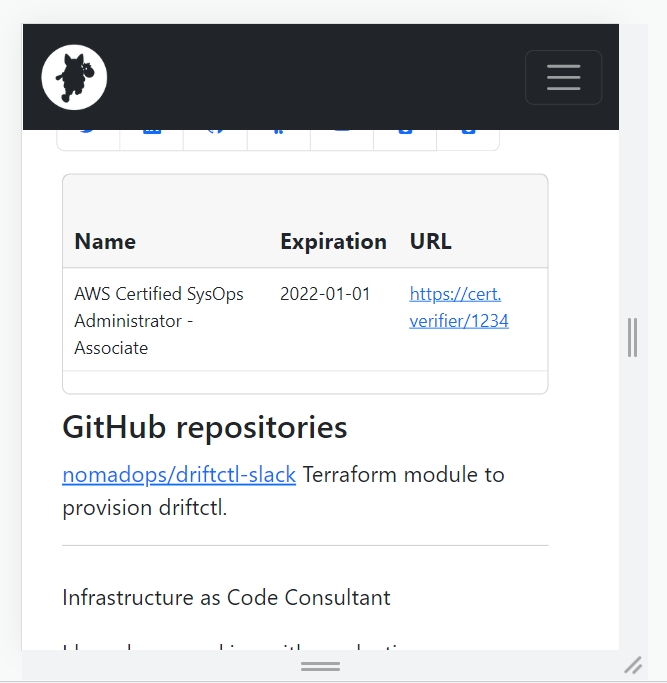 Name Expiration URL
AWS Certified SysOps 2022-01-01 https://cert.
Administrator - verifier/1234
Associate
GitHub repositories
nomadops/driftctl-slack Terraform module to
provision driftctl.
Infrastructure as Code Consultant